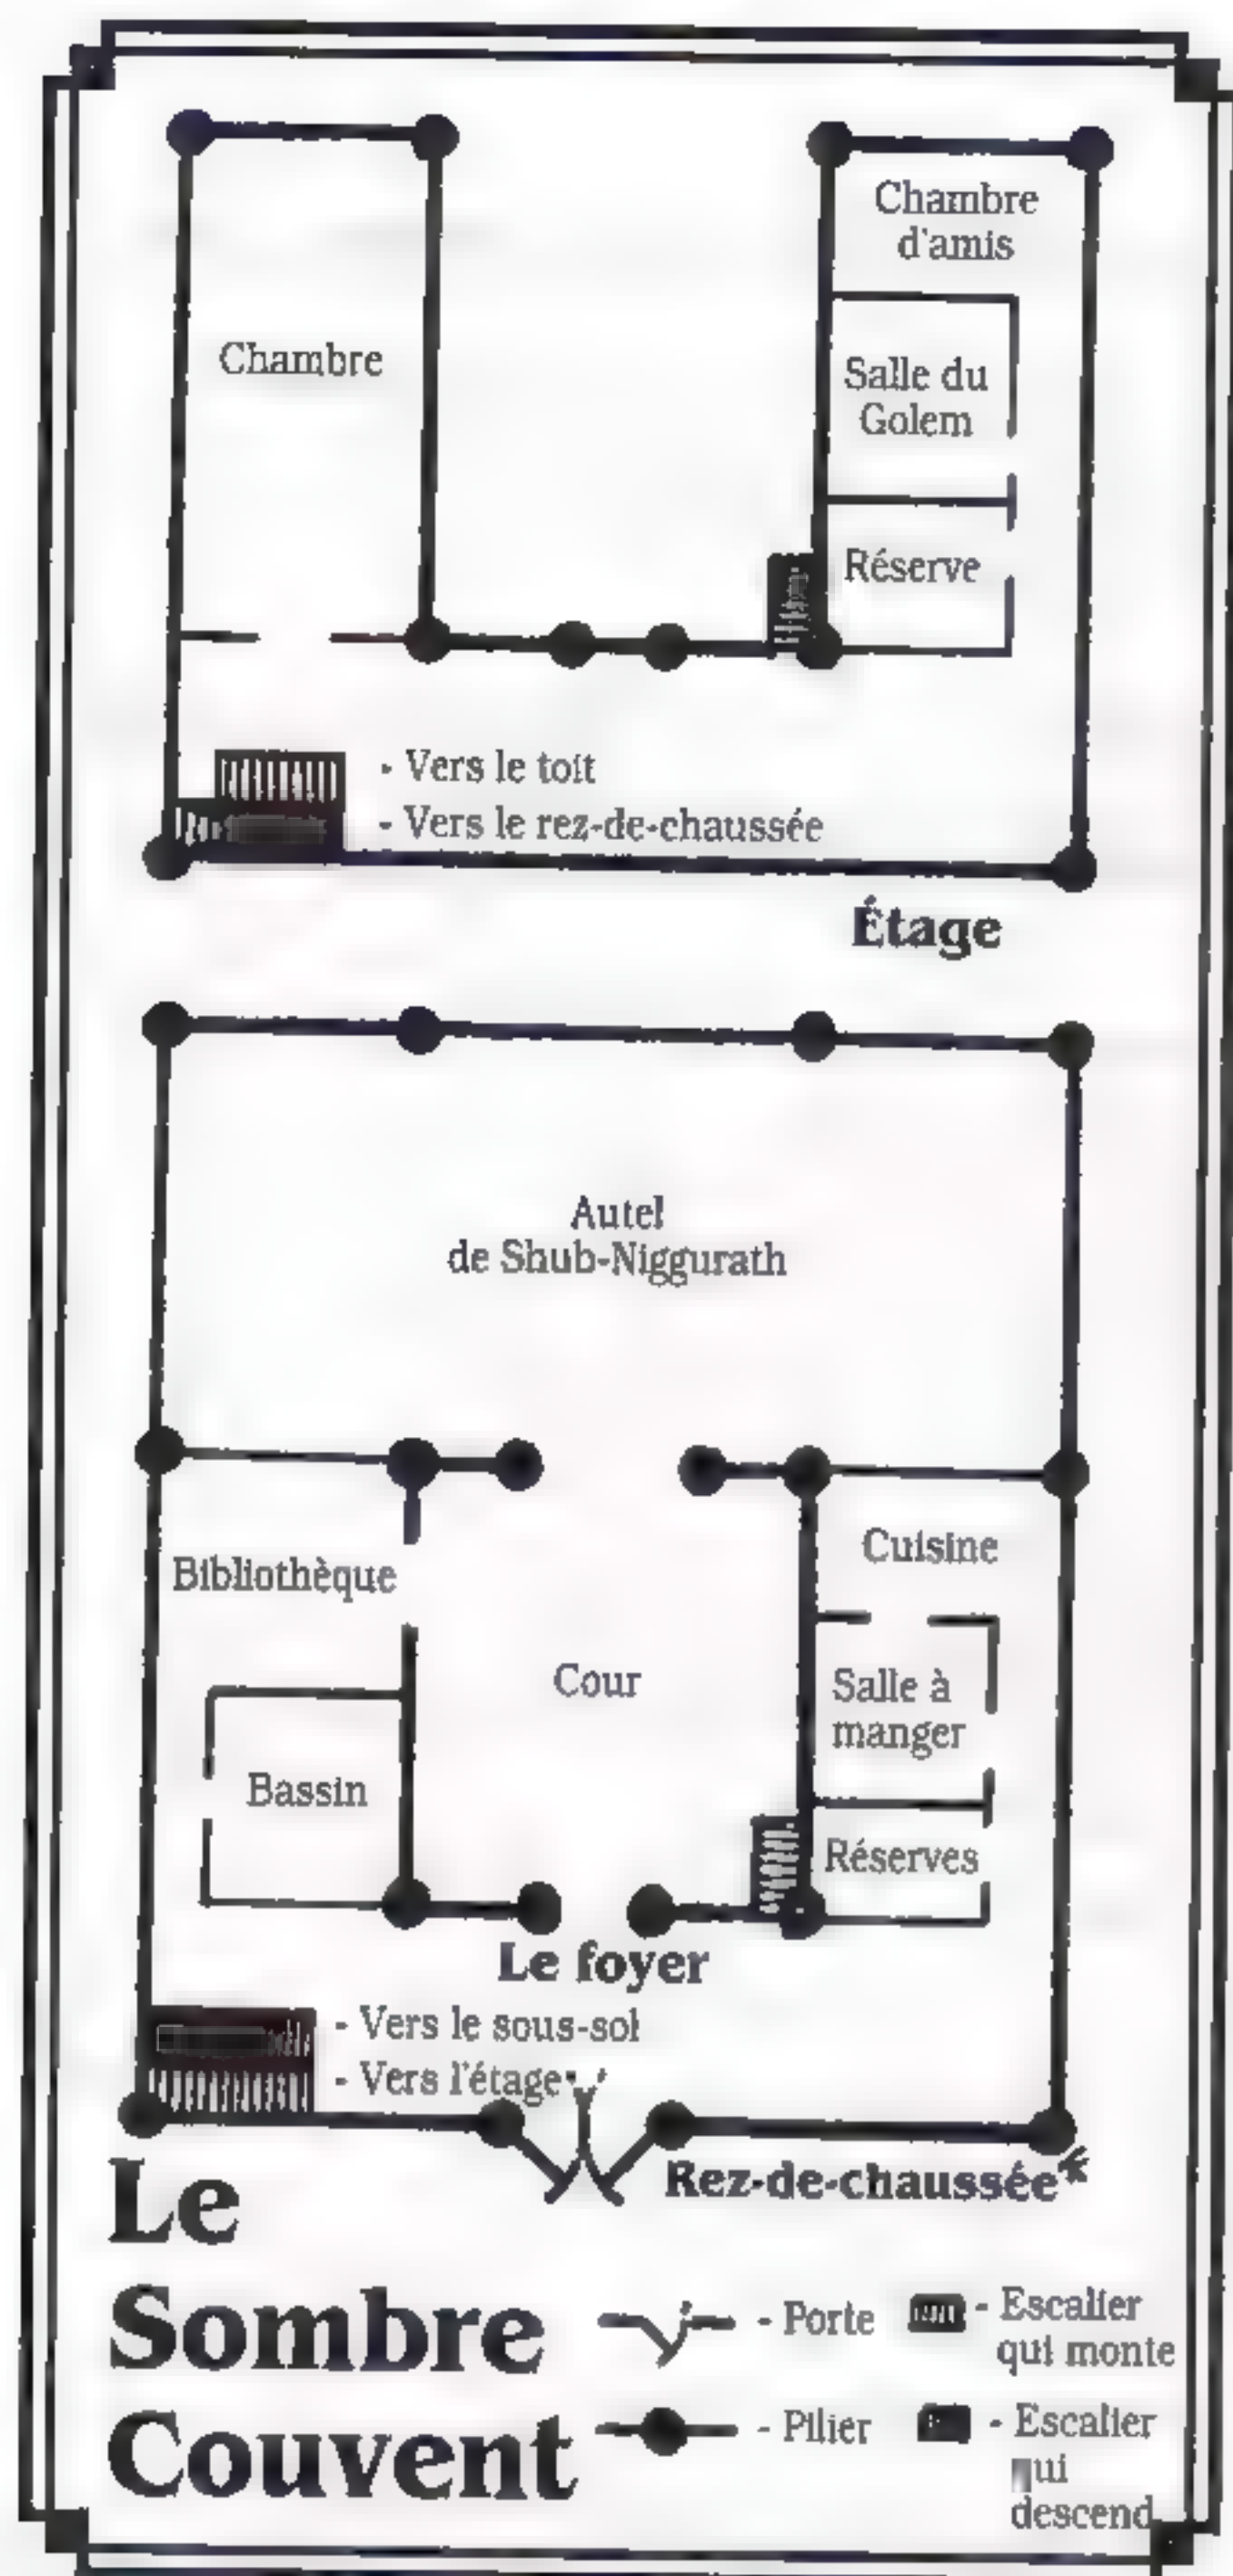 Chambre
d'amis
Chambre
Salle du
Golem
Réserve
- Vers le toit
- Vers le rez-de-chaussée
Étage
Autel
de Shub-Niggurath
Cuisine
Bibliothèque
Cour
Salle à
manger
Bassin
Réserves
Le foyer
- Vers le sous-sol
- Vers l'étage
Rez-de-chaussée
Le
Sombre
Couvent
- Porte
- Escalier
qui monte
- Pilier
- Escalier
qui
descend